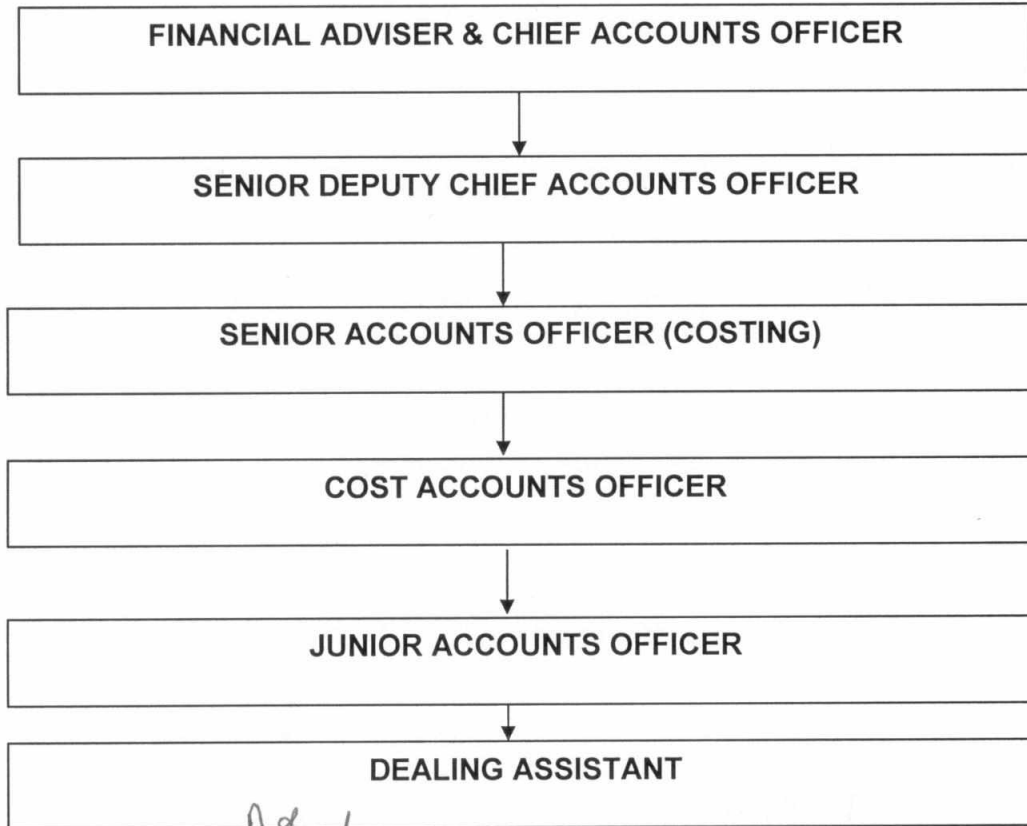 FINANCIAL ADVISER & CHIEF ACCOUNTS OFFICER
SENIOR DEPUTY CHIEF ACCOUNTS OFFICER
SENIOR ACCOUNTS OFFICER (COSTING)
COST ACCOUNTS OFFICER
JUNIOR ACCOUNTS OFFICER
DEALING ASSISTANT